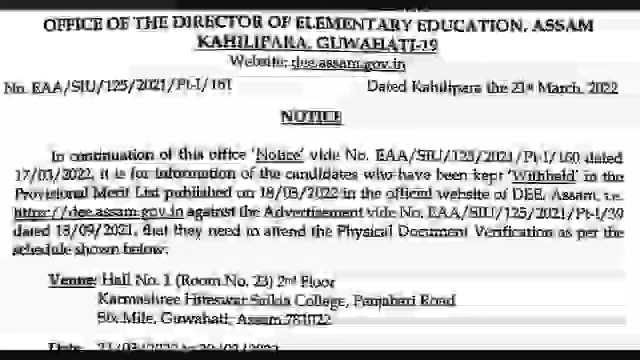 OFFICE OF THE DIRECTOR OF ELEMENTARY EDUCATION, ASSAM
KAHILIPARA, GUWAHATI-19
Website: dee.assam.gov.in
No. EAA/SIU/125/2021/Pt-I/161 Dated Kahilipara the 21st March, 2022
NOTICE
In continuation of this office 'Notice' vide No. EAA/SIU/125/2021/Pt-I/160 dated
17/03/2022, it is for information of the candidates who have been kept 'Withheld' in the
Provisional Merit List published on 18/03/2022 in the official website of DEE, Assam, i.e.
https://dee.assam.gov.in against the Advertisement vide No. EAA/SIU/125/2021/Pt-I/39
dated 18/09/2021, that they need to attend the Physical Document Verification as per the
schedule shown below:
Venue: Hall No. 1 (Room No. 23) 2nd Floor
Karmashree Hiteswar Saikia College, Panjabari Road
Six Mile, Guwahati, Assam 781022